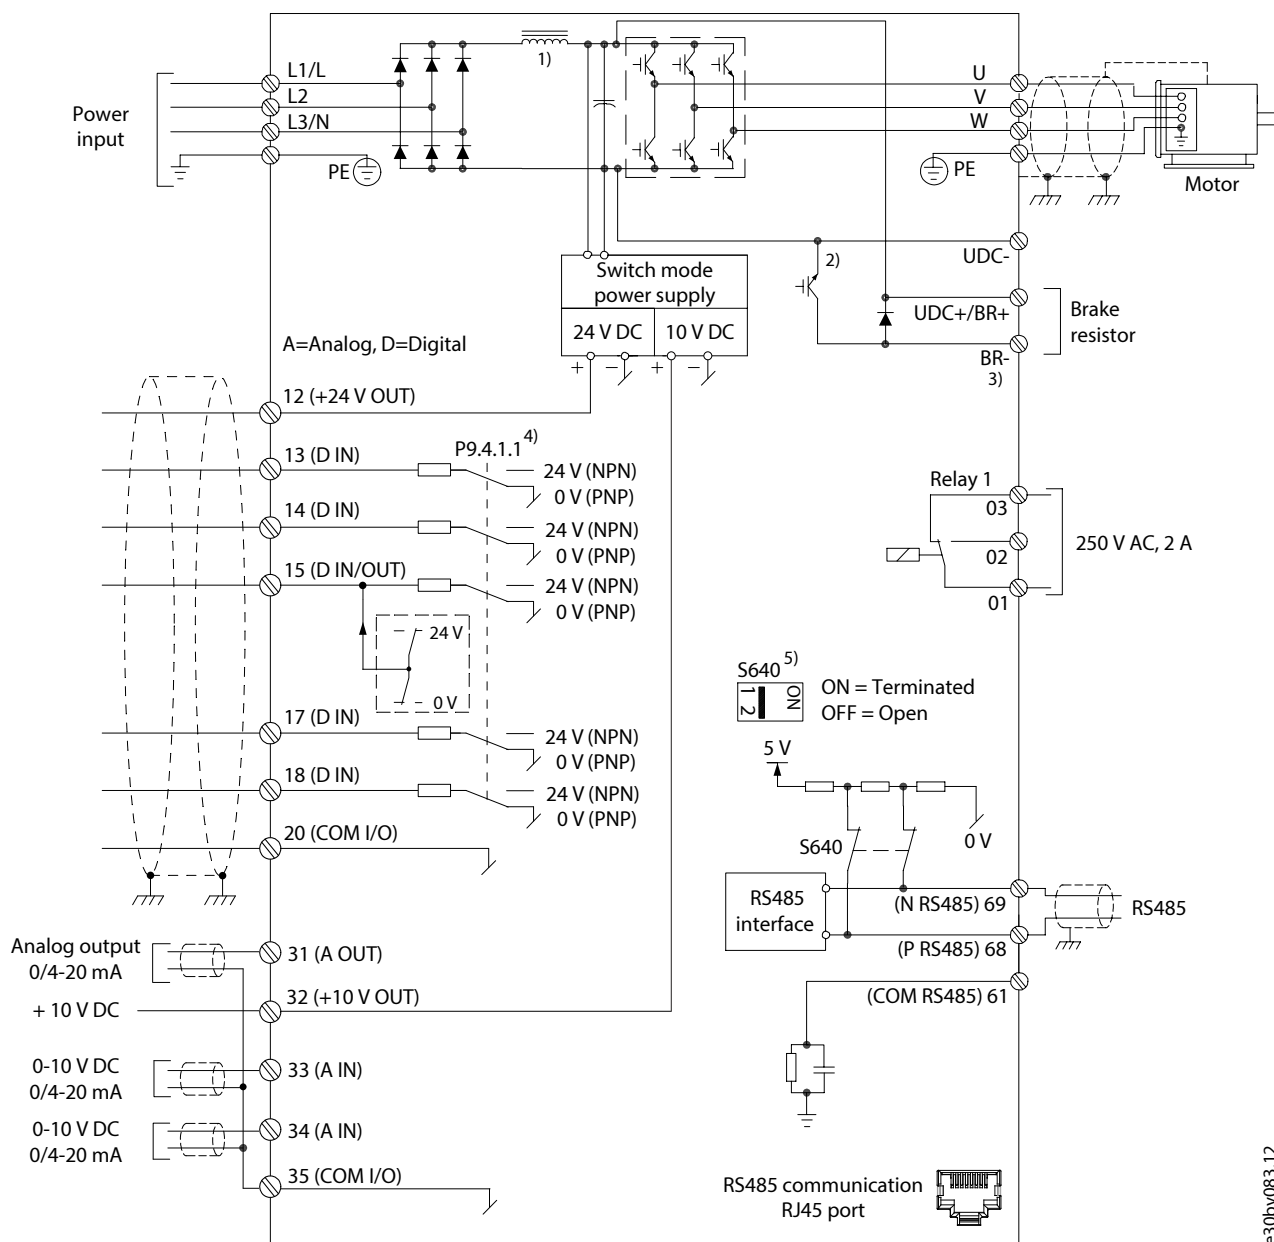 L1/L
L2
L3/N
Power
input
PE
1)
U
V
W
PE
Motor
UDC-
2)
Switch mode
power supply
24 V DC
10 V DC
+
−
+
−
UDC+/BR+
Brake
resistor
BR-
3)
A=Analog, D=Digital
12 (+24 V OUT)
P9.4.1.1 4)
13 (D IN)
24 V (NPN)
0 V (PNP)
14 (D IN)
24 V (NPN)
0 V (PNP)
15 (D IN/OUT)
24 V (NPN)
0 V (PNP)
24 V
0 V
17 (D IN)
24 V (NPN)
0 V (PNP)
18 (D IN)
24 V (NPN)
0 V (PNP)
20 (COM I/O)
Relay 1
03
02
01
250 V AC, 2 A
S640 5)
1 2
ON
ON = Terminated
OFF = Open
5 V
0 V
S640
RS485
interface
(N RS485) 69
(P RS485) 68
RS485
(COM RS485) 61
Analog output
0/4-20 mA
31 (A OUT)
+ 10 V DC
32 (+10 V OUT)
0-10 V DC
0/4-20 mA
33 (A IN)
0-10 V DC
0/4-20 mA
34 (A IN)
35 (COM I/O)
RS485 communication
RJ45 port
e30bv083.12